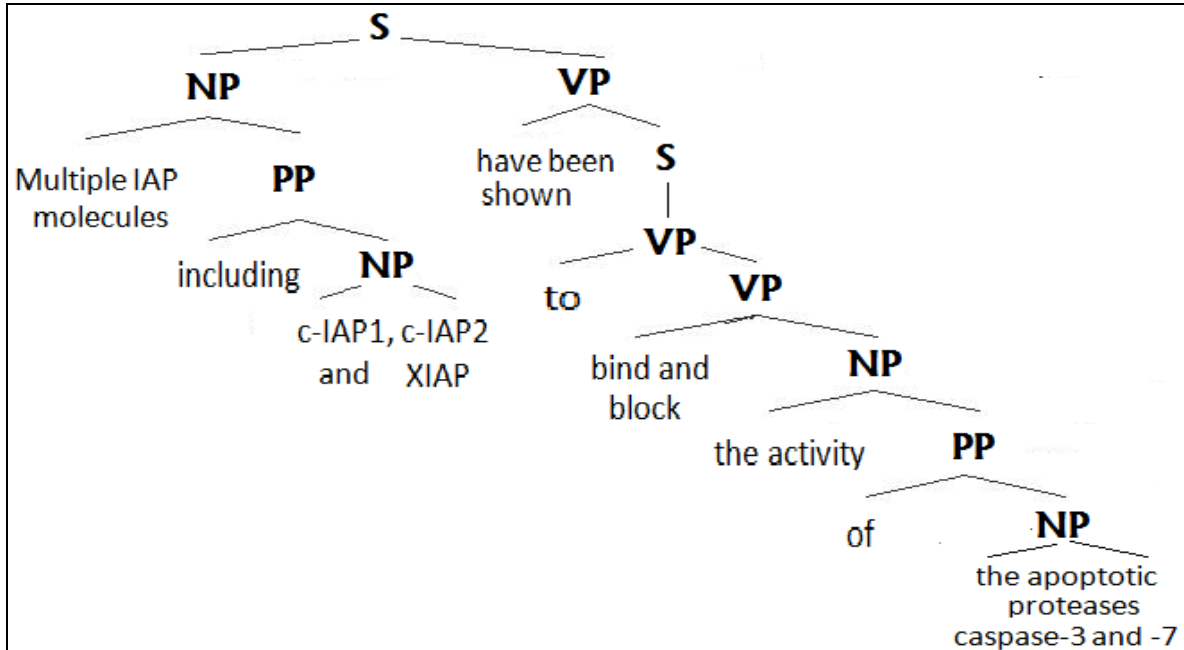 S
NP VP
Multiple IAP
molecules
PP
have been
shown
S
including
NP
to
VP
VP
c-IAP1, c-IAP2
and XIAP
bind and
block
NP
the activity
PP
of
NP
the apoptotic
proteases
caspase-3 and -7